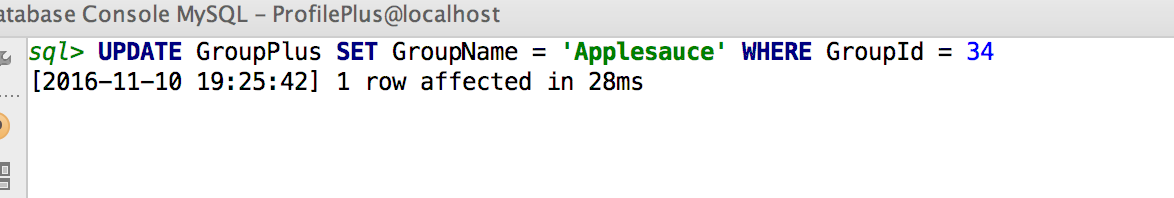 atabase Console MySQL – ProfilePlus@localhost
sql> UPDATE GroupPlus SET GroupName = 'Applesauce' WHERE GroupId = 34
[2016-11-10 19:25:42] 1 row affected in 28ms